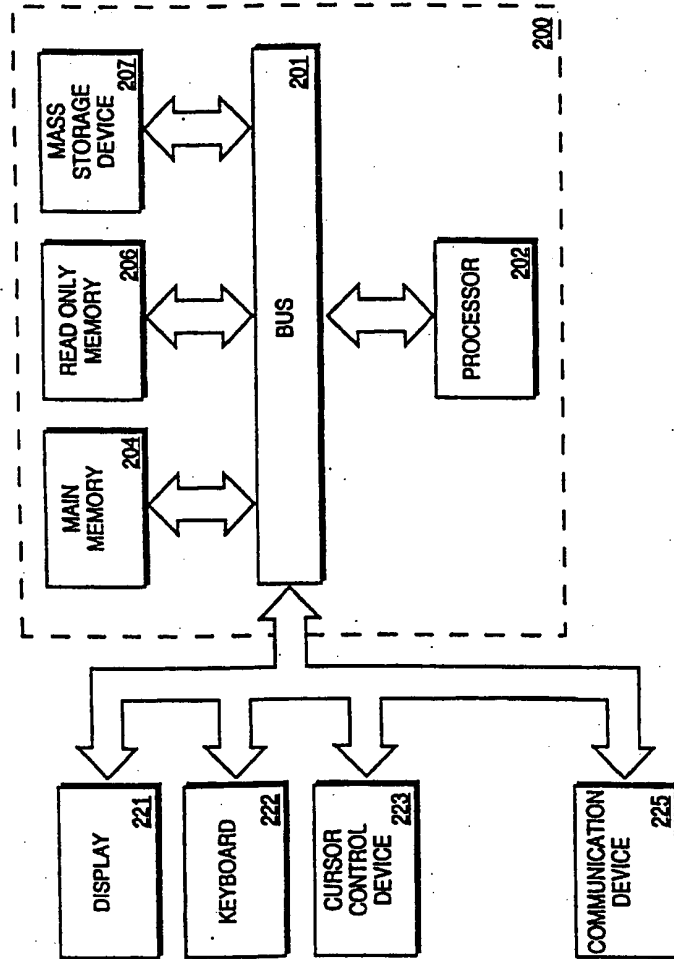 DISPLAY
221
KEYBOARD
222
CURSOR
CONTROL
DEVICE
223
COMMUNICATION
DEVICE
225
MAIN
MEMORY
204
READ ONLY
MEMORY
206
MASS
STORAGE
DEVICE
207
BUS
201
PROCESSOR
202
200